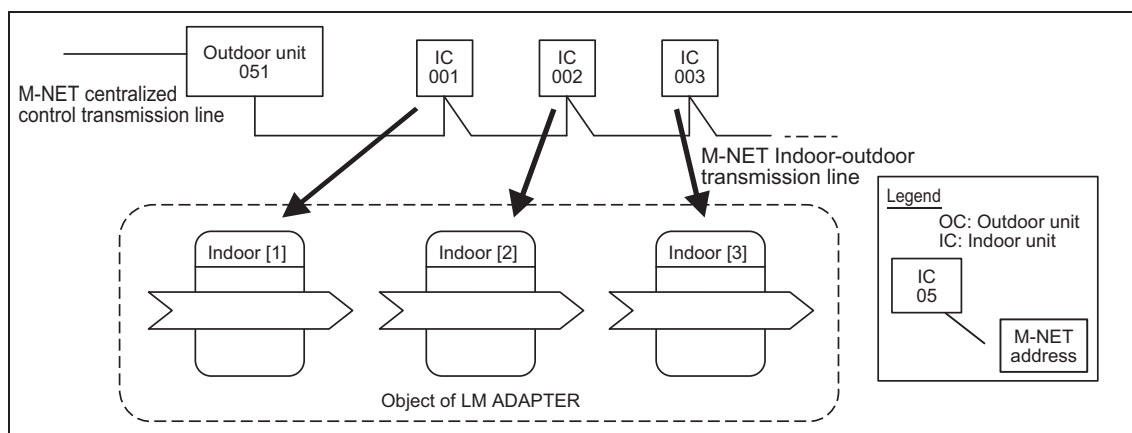 Outdoor unit
051
IC
001
IC
002
IC
003
M-NET centralized
control transmission line
M-NET Indoor-outdoor
transmission line
Indoor [1]
Indoor [2]
Indoor [3]
Object of LM ADAPTER
Legend
OC: Outdoor unit
IC: Indoor unit
IC
05
M-NET
address